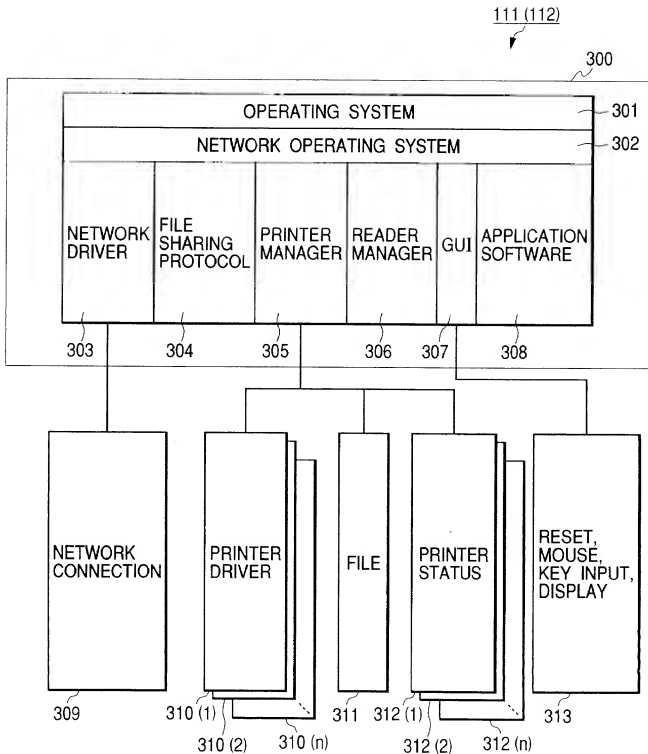 111 (112)
300
OPERATING SYSTEM
301
NETWORK OPERATING SYSTEM
302
NETWORK
DRIVER
FILE
SHARING
PROTOCOL
PRINTER
MANAGER
READER
MANAGER
GUI
APPLICATION
SOFTWARE
303
304
305
306
307
308
NETWORK
CONNECTION
PRINTER
DRIVER
FILE
PRINTER
STATUS
RESET,
MOUSE,
KEY INPUT,
DISPLAY
309
310 (1)
310 (2)
310 (n)
311
312 (1)
312 (2)
312 (n)
313